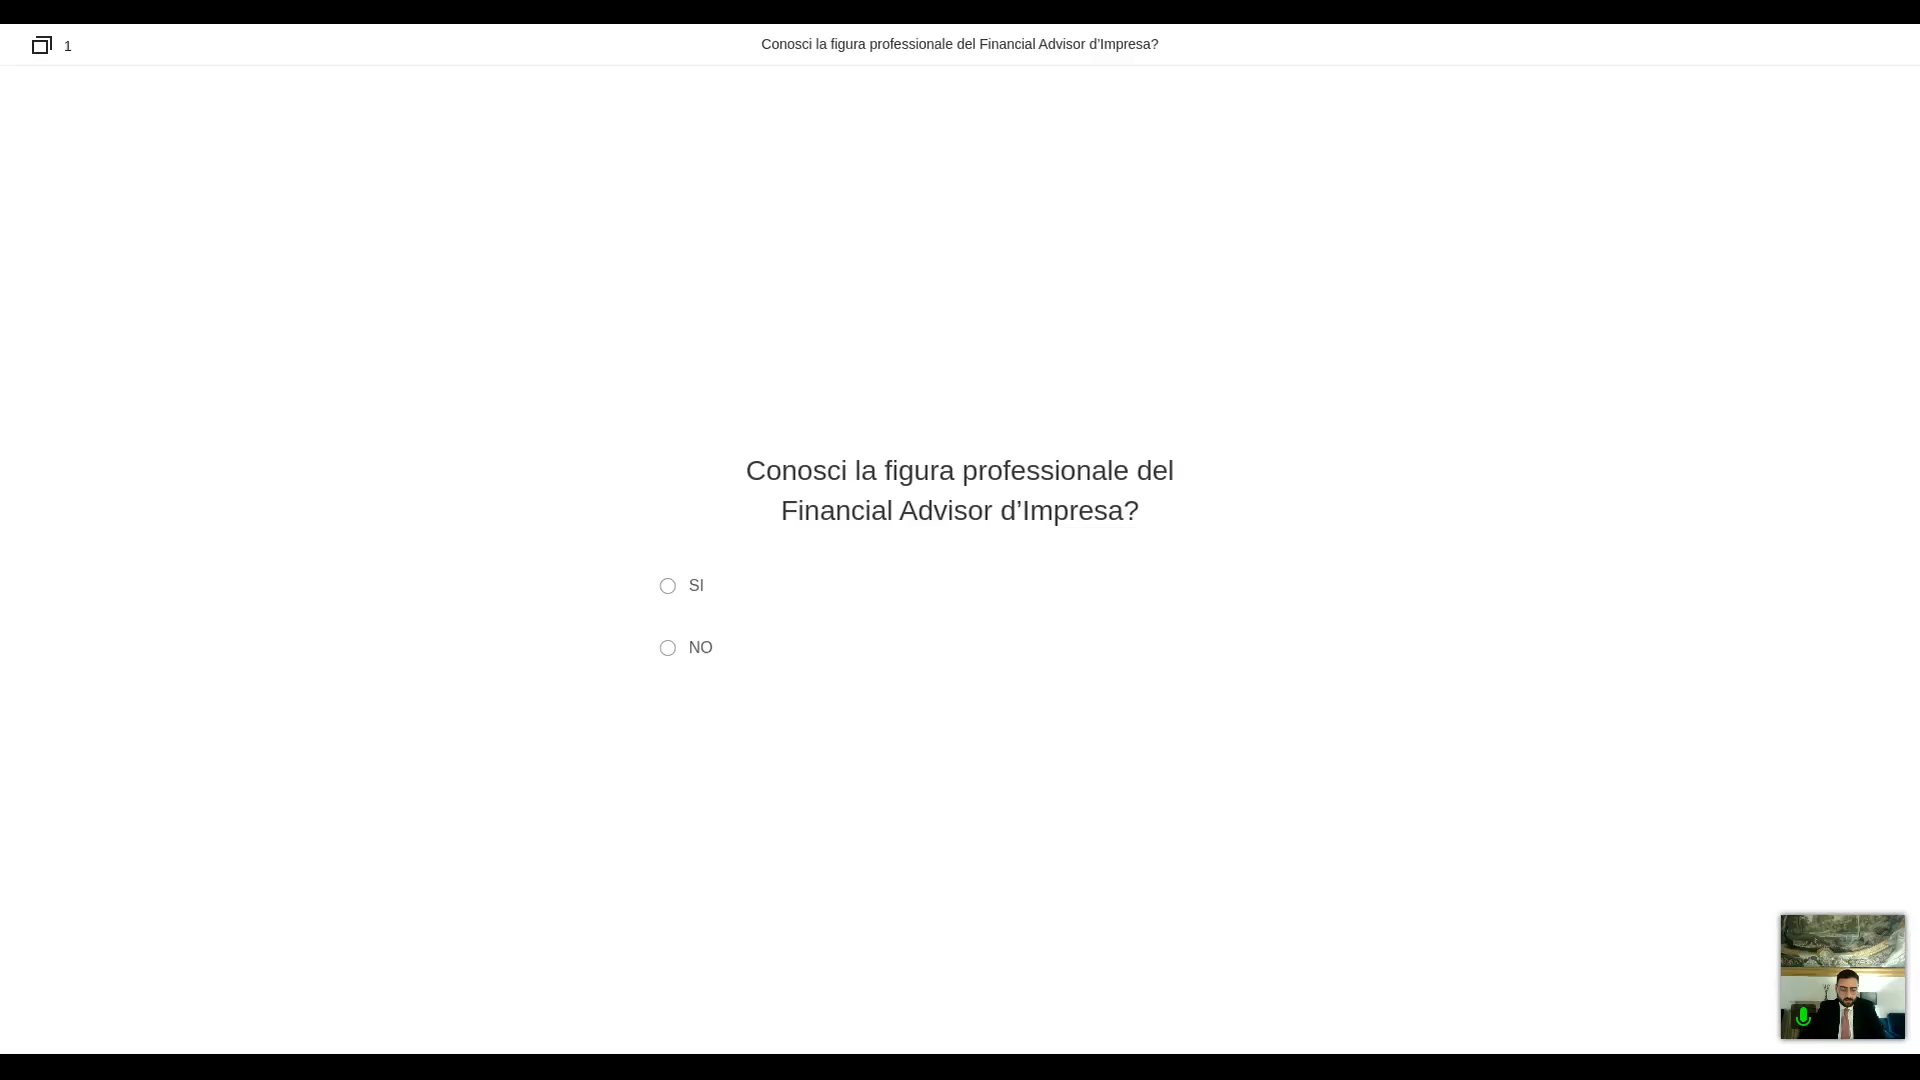 1
Conosci la figura professionale del Financial Advisor d’Impresa?
Conosci la figura professionale del
Financial Advisor d’Impresa?
SI
NO